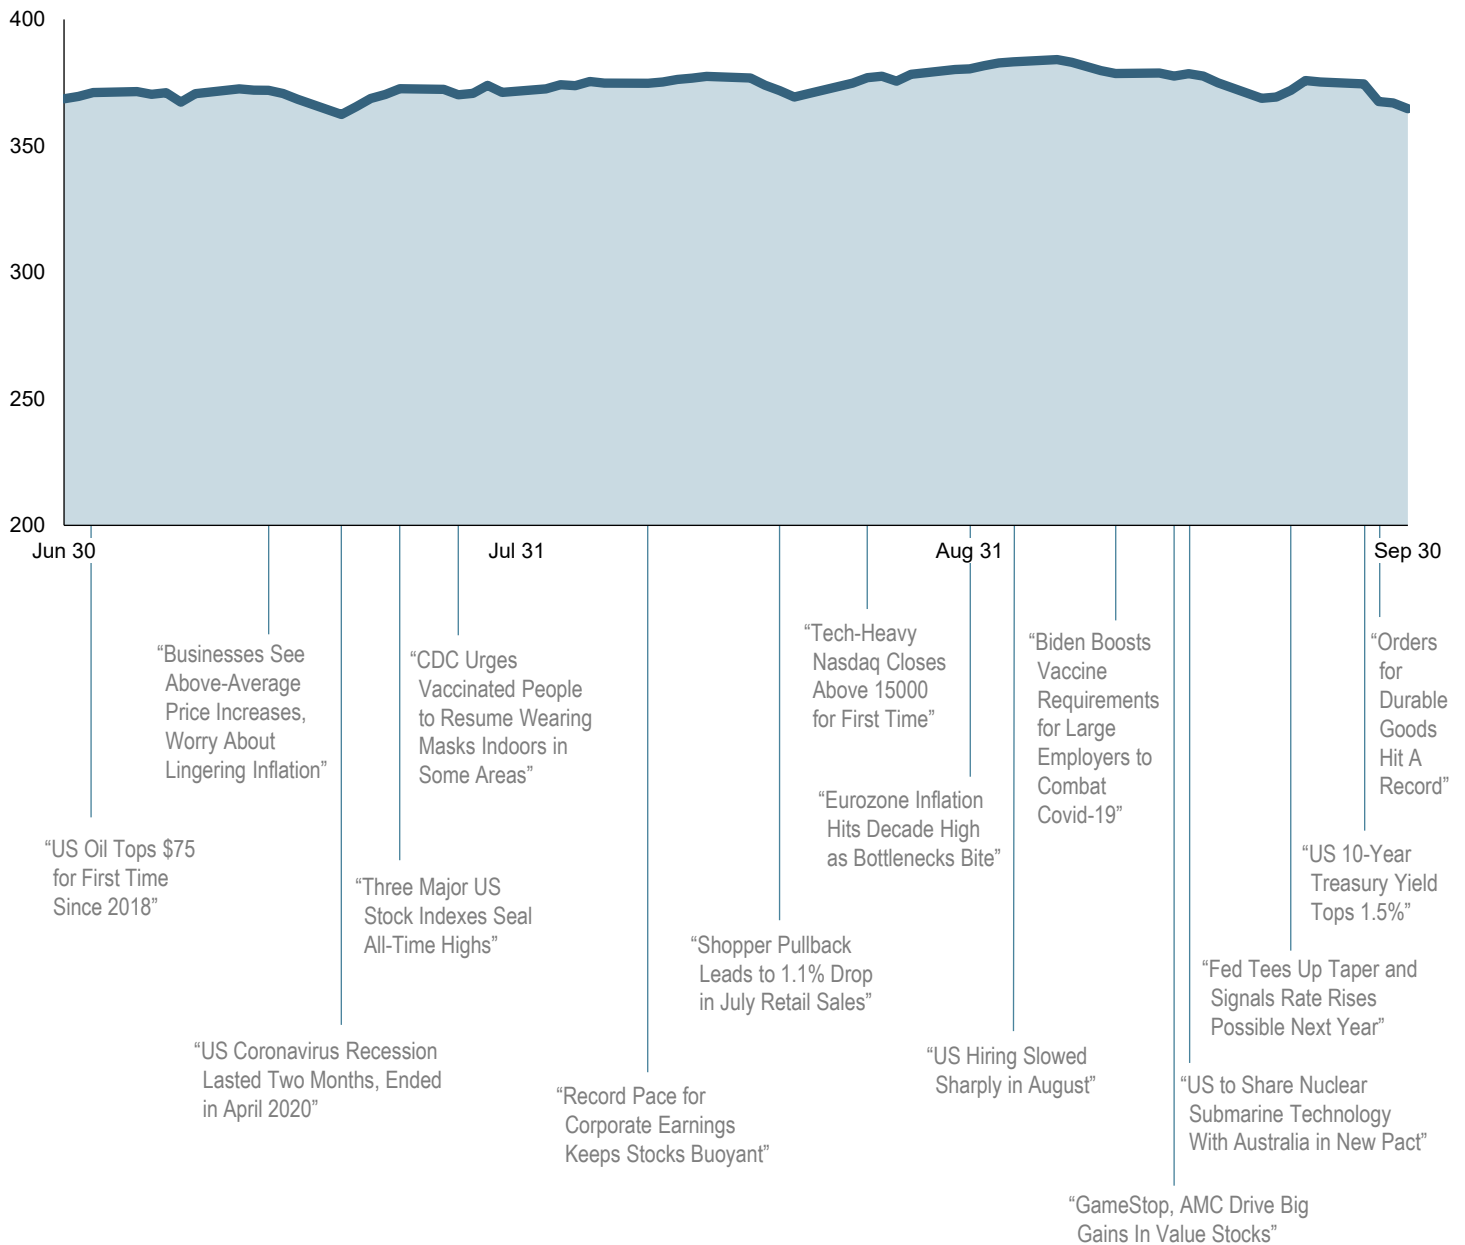 400
350
300
250
200
Jun 30
Jul 31
Aug 31
Sep 30
“US Oil Tops $75
for First Time
Since 2018”
“Businesses See
Above-Average
Price Increases,
Worry About
Lingering Inflation”
“US Coronavirus Recession
Lasted Two Months, Ended
in April 2020”
“Three Major US
Stock Indexes Seal
All-Time Highs”
“CDC Urges
Vaccinated People
to Resume Wearing
Masks Indoors in
Some Areas”
“Record Pace for
Corporate Earnings
Keeps Stocks Buoyant”
“Shopper Pullback
Leads to 1.1% Drop
in July Retail Sales”
“Tech-Heavy
Nasdaq Closes
Above 15000
for First Time”
“Eurozone Inflation
Hits Decade High
as Bottlenecks Bite”
“US Hiring Slowed
Sharply in August”
“Biden Boosts
Vaccine
Requirements
for Large
Employers to
Combat
Covid-19”
“GameStop, AMC Drive Big
Gains In Value Stocks”
“US to Share Nuclear
Submarine Technology
With Australia in New Pact”
“Fed Tees Up Taper and
Signals Rate Rises
Possible Next Year”
“US 10-Year
Treasury Yield
Tops 1.5%”
“Orders
for
Durable
Goods
Hit A
Record”